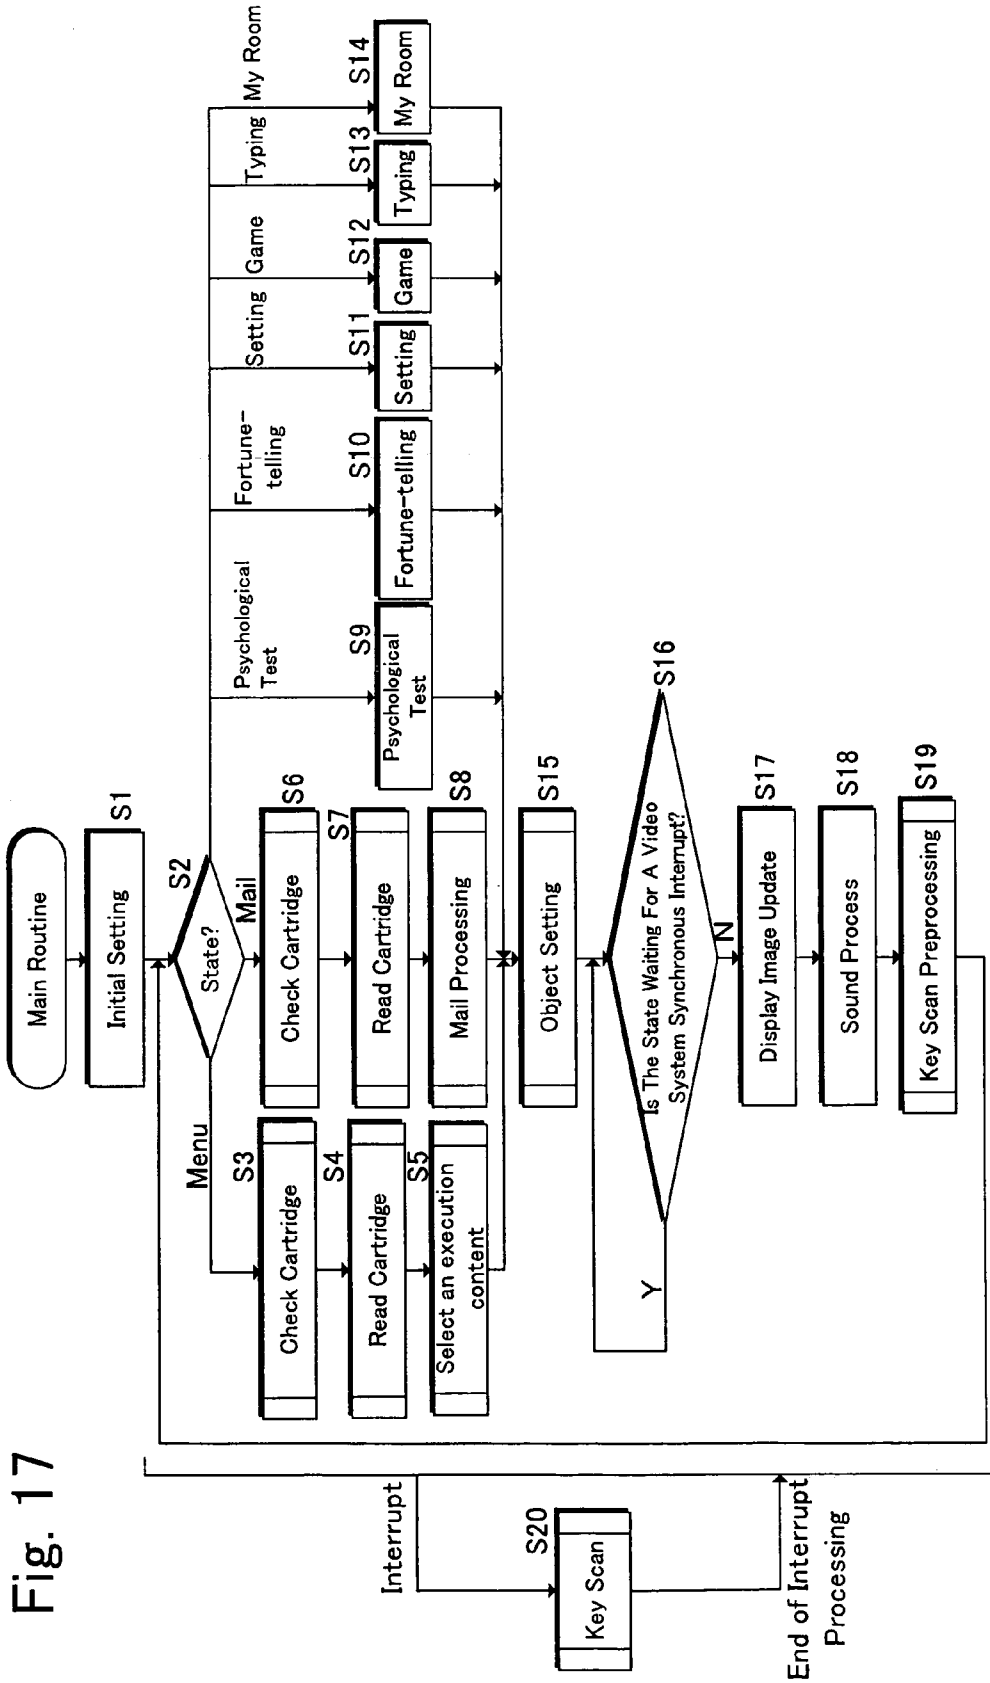 Fig. 17
Main Routine
S1
Initial Setting
S2
State?
Menu
Mail
Psychological
Test
Fortune-
telling
Setting
Game
Typing
My Room
S3
Check Cartridge
S4
Read Cartridge
S5
Select an execution
content
S6
Check Cartridge
S7
Read Cartridge
S8
Mail Processing
S9
Psychological
Test
S10
Fortune-telling
S11
Setting
S12
Game
S13
Typing
S14
My Room
S15
Object Setting
S16
Is The State Waiting For A Video
System Synchronous Interrupt?
Y
N
S17
Display Image Update
S18
Sound Process
S19
Key Scan Preprocessing
Interrupt
S20
Key Scan
End of Interrupt
Processing